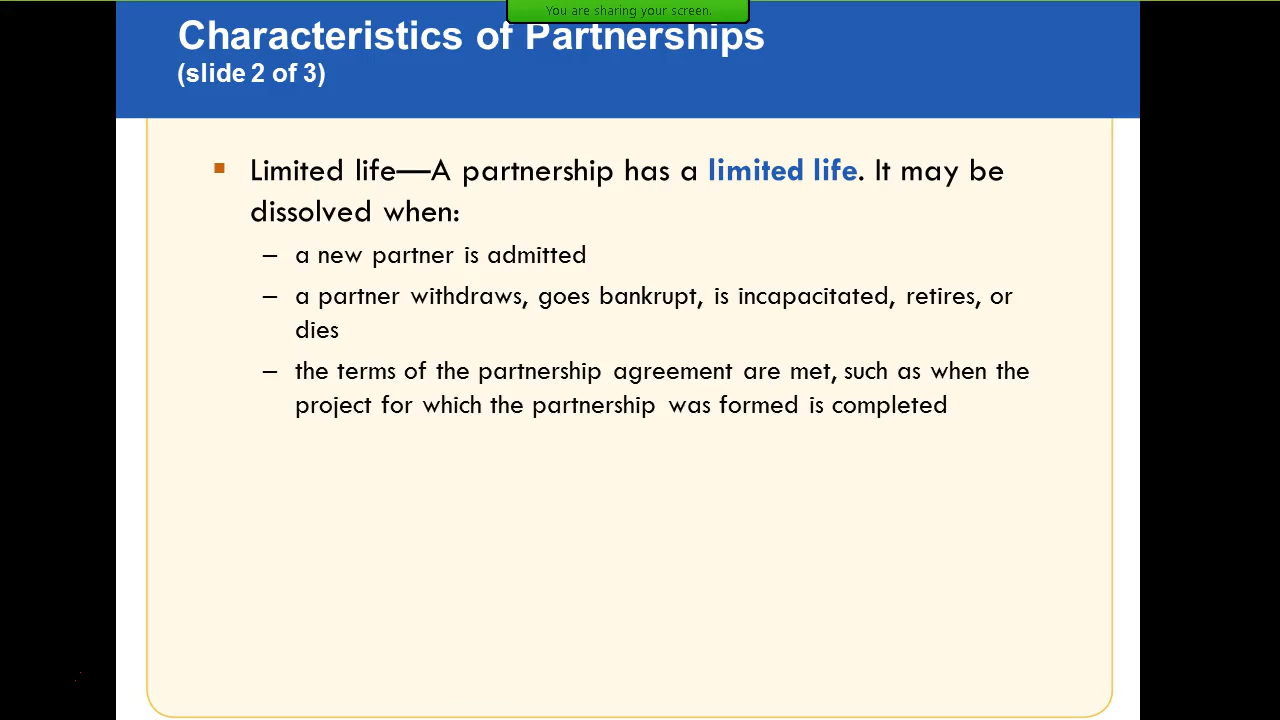 You are sharing your screen.
Characteristics of Partnerships
(slide 2 of 3)
▪ Limited life—A partnership has a limited life. It may be
dissolved when:
– a new partner is admitted
– a partner withdraws, goes bankrupt, is incapacitated, retires, or
dies
– the terms of the partnership agreement are met, such as when the
project for which the partnership was formed is completed